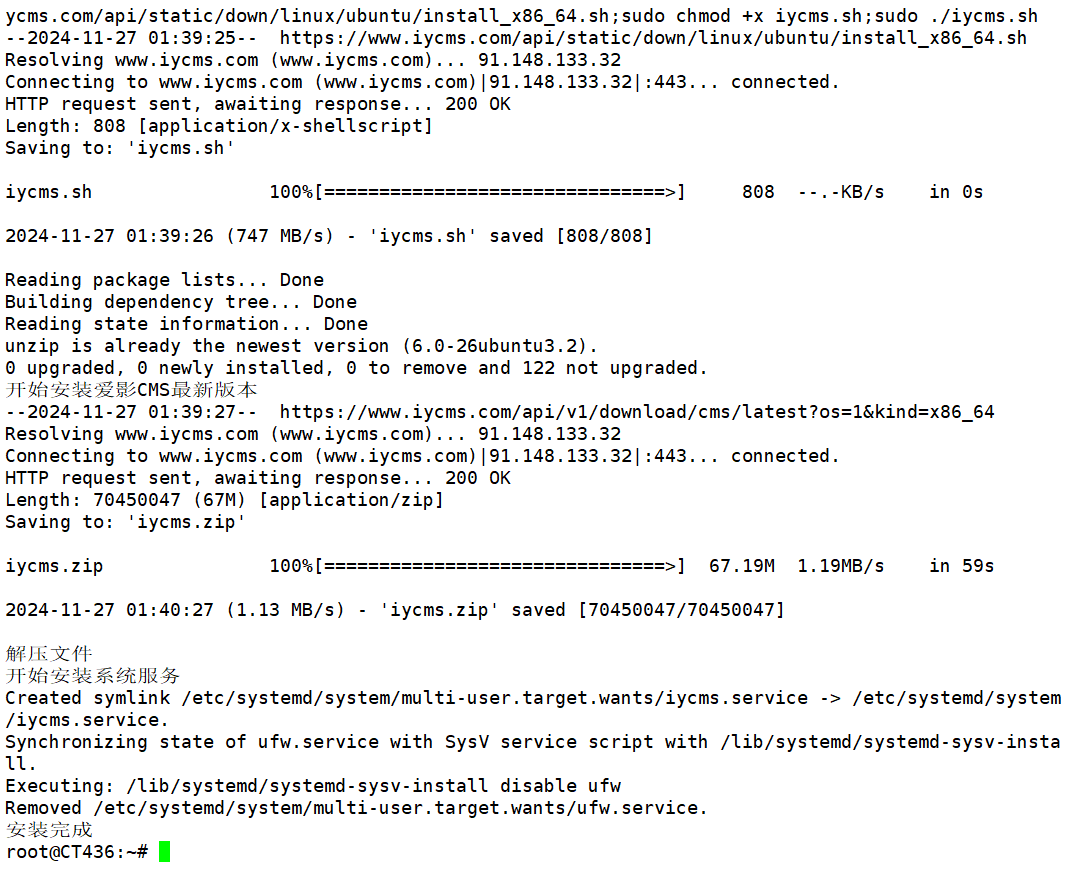 ycms.com/api/static/down/linux/ubuntu/install_x86_64.sh;sudo chmod +x iycms.sh;sudo ./iycms.sh
--2024-11-27 01:39:25--  https://www.iycms.com/api/static/down/linux/ubuntu/install_x86_64.sh
Resolving www.iycms.com (www.iycms.com)... 91.148.133.32
Connecting to www.iycms.com (www.iycms.com)|91.148.133.32|:443... connected.
HTTP request sent, awaiting response... 200 OK
Length: 808 [application/x-shellscript]
Saving to: 'iycms.sh'
iycms.sh                100%[===============================>]     808  --.-KB/s    in 0s
2024-11-27 01:39:26 (747 MB/s) - 'iycms.sh' saved [808/808]
Reading package lists... Done
Building dependency tree... Done
Reading state information... Done
unzip is already the newest version (6.0-26ubuntu3.2).
0 upgraded, 0 newly installed, 0 to remove and 122 not upgraded.
开始安装爱影CMS最新版本
--2024-11-27 01:39:27--  https://www.iycms.com/api/v1/download/cms/latest?os=1&kind=x86_64
Resolving www.iycms.com (www.iycms.com)... 91.148.133.32
Connecting to www.iycms.com (www.iycms.com)|91.148.133.32|:443... connected.
HTTP request sent, awaiting response... 200 OK
Length: 70450047 (67M) [application/zip]
Saving to: 'iycms.zip'
iycms.zip               100%[===============================>]  67.19M  1.19MB/s    in 59s
2024-11-27 01:40:27 (1.13 MB/s) - 'iycms.zip' saved [70450047/70450047]
解压文件
开始安装系统服务
Created symlink /etc/systemd/system/multi-user.target.wants/iycms.service -> /etc/systemd/system
/iycms.service.
Synchronizing state of ufw.service with SysV service script with /lib/systemd/systemd-sysv-insta
ll.
Executing: /lib/systemd/systemd-sysv-install disable ufw
Removed /etc/systemd/system/multi-user.target.wants/ufw.service.
安装完成
root@CT436:~#